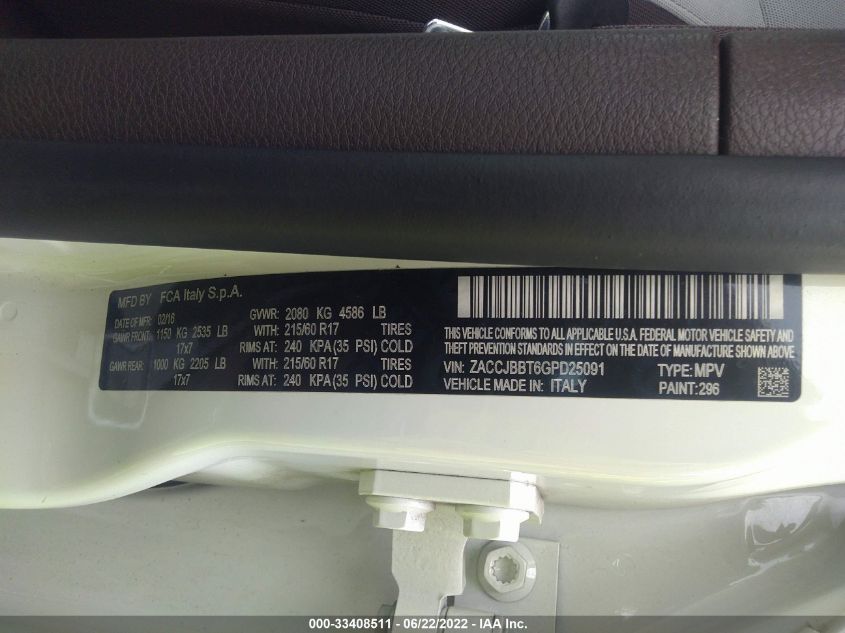 MFD BY FCA Italy S.p.A.
DATE OF MFR: 02/16 GVWR: 2080 KG 4586 LB
GAWR FRONT: 1150 KG 2535 LB WITH: 215/60 R17 TIRES
17x7 RIMS AT: 240 KPA(35 PSI) COLD
GAWR REAR: 1000 KG 2205 LB WITH: 215/60 R17 TIRES
17x7 RIMS AT: 240 KPA(35 PSI) COLD
THIS VEHICLE CONFORMS TO ALL APPLICABLE U.S.A. FEDERAL MOTOR VEHICLE SAFETY AND
THEFT PREVENTION STANDARDS IN EFFECT ON THE DATE OF MANUFACTURE SHOWN ABOVE
VIN: ZACCJBBT6GPD25091 TYPE: MPV
VEHICLE MADE IN: ITALY PAINT:296
000-33408511 - 06/22/2022 - IAA Inc.